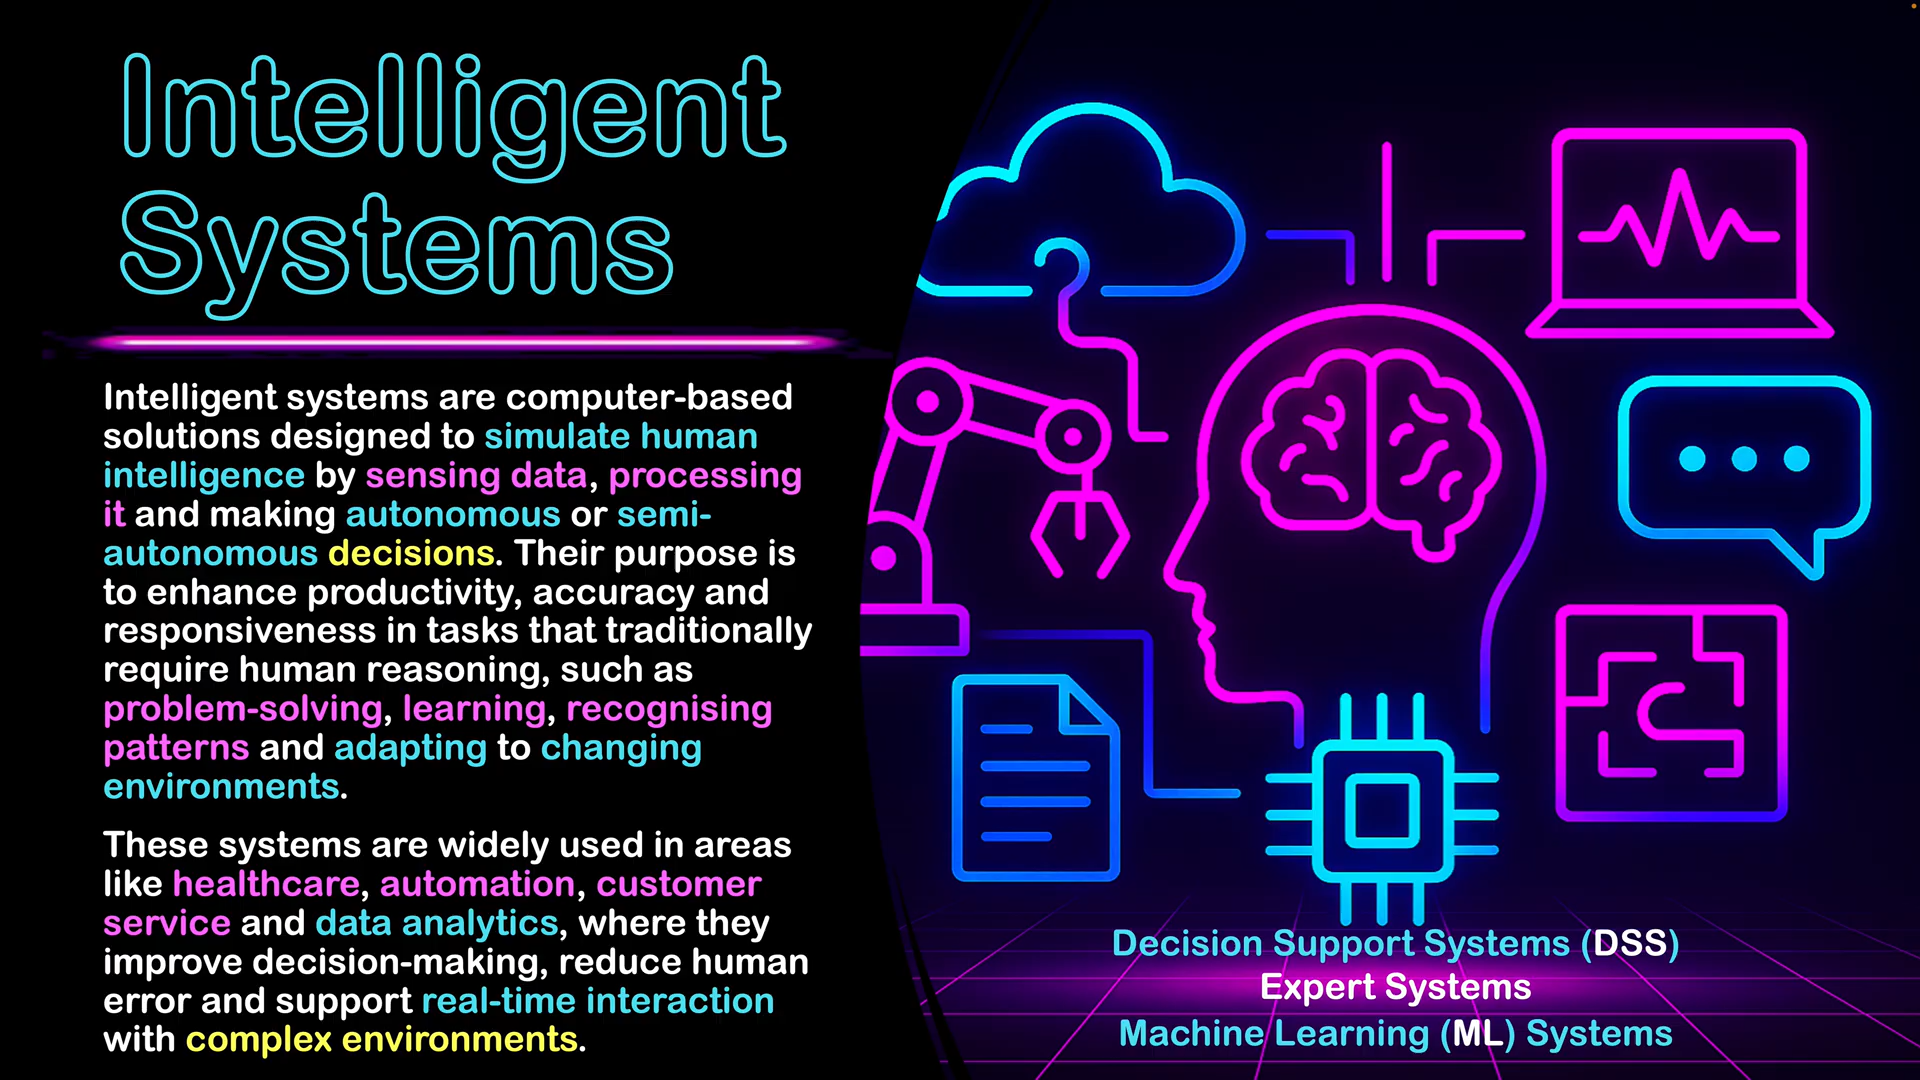 Intelligent
Systems
Intelligent systems are computer-based
solutions designed to simulate human
intelligence by sensing data, processing
it and making autonomous or semi-
autonomous decisions. Their purpose is
to enhance productivity, accuracy and
responsiveness in tasks that traditionally
require human reasoning, such as
problem-solving, learning, recognising
patterns and adapting to changing
environments.
These systems are widely used in areas
like healthcare, automation, customer
service and data analytics, where they
improve decision-making, reduce human
error and support real-time interaction
with complex environments.
Decision Support Systems (DSS)
Expert Systems
Machine Learning (ML) Systems